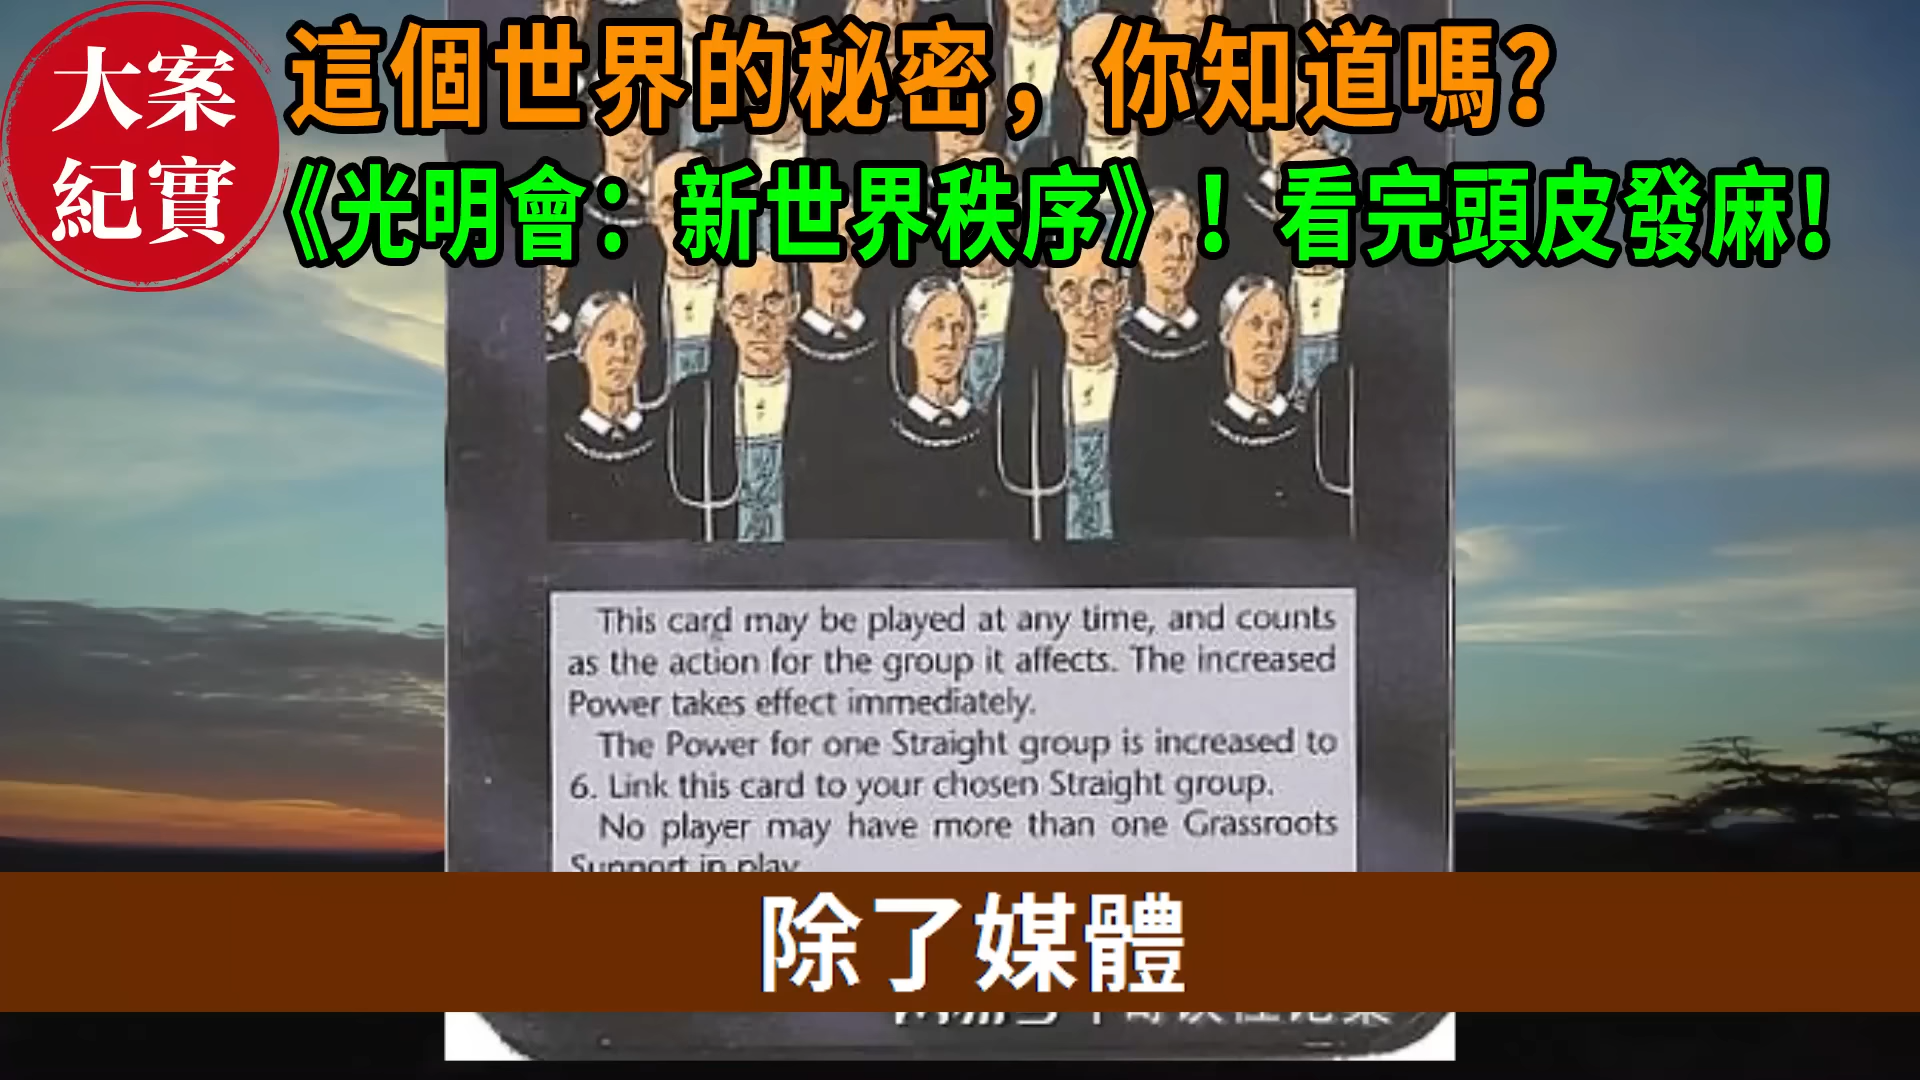 大案
紀實
這個世界的秘密，你知道嗎？
《光明會：新世界秩序》！看完頭皮發麻！
This card may be played at any time, and counts
as the action for the group it affects. The increased
Power takes effect immediately.
The Power for one Straight group is increased to
6. Link this card to your chosen Straight group.
No player may have more than one Grassroots
Support in play.
除了媒體